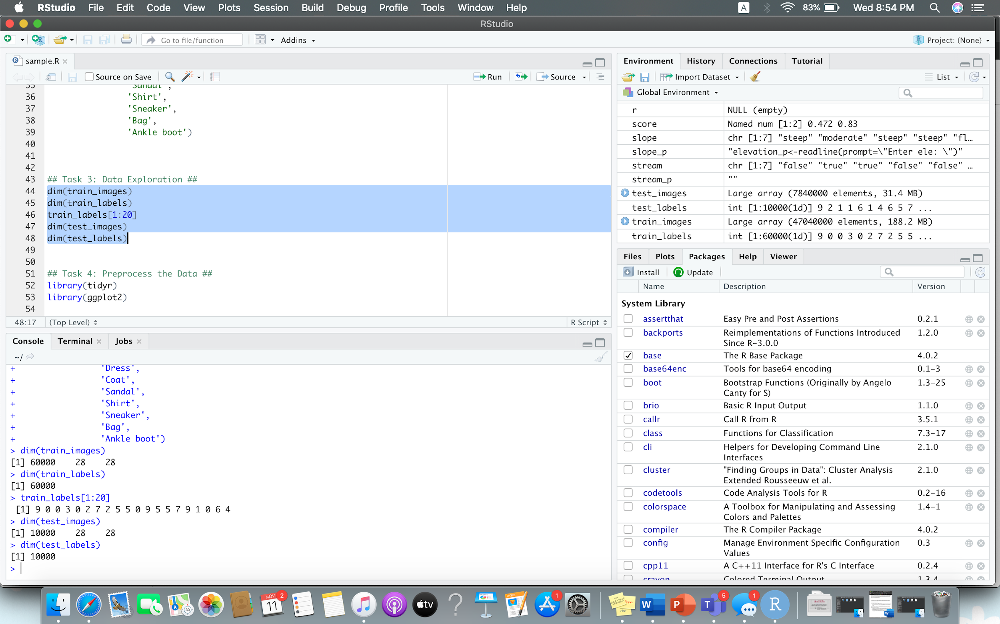 RStudio File Edit Code View Plots Session Build Debug Profile Tools Window Help A 83% Wed 8:54 PM
RStudio
Go to file/function Addins Project: (None)
sample.R
Source on Save Run Source
35 'Sandal',
36 'Shirt',
37 'Sneaker',
38 'Bag',
39 'Ankle boot')
40
41
42
43 ## Task 3: Data Exploration ##
44 dim(train_images)
45 dim(train_labels)
46 train_labels[1:20]
47 dim(test_images)
48 dim(test_labels)
49
50
51 ## Task 4: Preprocess the Data ##
52 library(tidyr)
53 library(ggplot2)
54
48:17 (Top Level) R Script
Console Terminal Jobs
~/
+ 'Dress',
+ 'Coat',
+ 'Sandal',
+ 'Shirt',
+ 'Sneaker',
+ 'Bag',
+ 'Ankle boot')
> dim(train_images)
[1] 60000 28 28
> dim(train_labels)
[1] 60000
> train_labels[1:20]
[1] 9 0 0 3 0 2 7 2 5 5 0 9 5 5 7 9 1 0 6 4
> dim(test_images)
[1] 10000 28 28
> dim(test_labels)
[1] 10000
>
Environment History Connections Tutorial
Import Dataset List
Global Environment
r NULL (empty)
score Named num [1:2] 0.472 0.83
slope chr [1:7] "steep" "moderate" "steep" "steep" "fl…
slope_p "elevation_p<-readline(prompt=\"Enter ele: \")"
stream chr [1:7] "false" "true" "true" "false" "false" …
stream_p ""
test_images Large array (7840000 elements, 31.4 MB)
test_labels int [1:10000(1d)] 9 2 1 1 6 1 4 6 5 7 ...
train_images Large array (47040000 elements, 188.2 MB)
train_labels int [1:60000(1d)] 9 0 0 3 0 2 7 2 5 5 ...
Files Plots Packages Help Viewer
Install Update
Name Description Version
System Library
assertthat Easy Pre and Post Assertions 0.2.1
backports Reimplementations of Functions Introduced 1.2.0
Since R-3.0.0
base The R Base Package 4.0.2
base64enc Tools for base64 encoding 0.1-3
boot Bootstrap Functions (Originally by Angelo 1.3-25
Canty for S)
brio Basic R Input Output 1.1.0
callr Call R from R 3.5.1
class Functions for Classification 7.3-17
cli Helpers for Developing Command Line 2.1.0
Interfaces
cluster "Finding Groups in Data": Cluster Analysis 2.1.0
Extended Rousseeuw et al.
codetools Code Analysis Tools for R 0.2-16
colorspace A Toolbox for Manipulating and Assessing 1.4-1
Colors and Palettes
compiler The R Compiler Package 4.0.2
config Manage Environment Specific Configuration 0.3
Values
cpp11 A C++11 Interface for R's C Interface 0.2.4
crayon Colored Terminal Output 1.3.4
NOV 2 1 5 1
11 3D tv PAGES W P T R